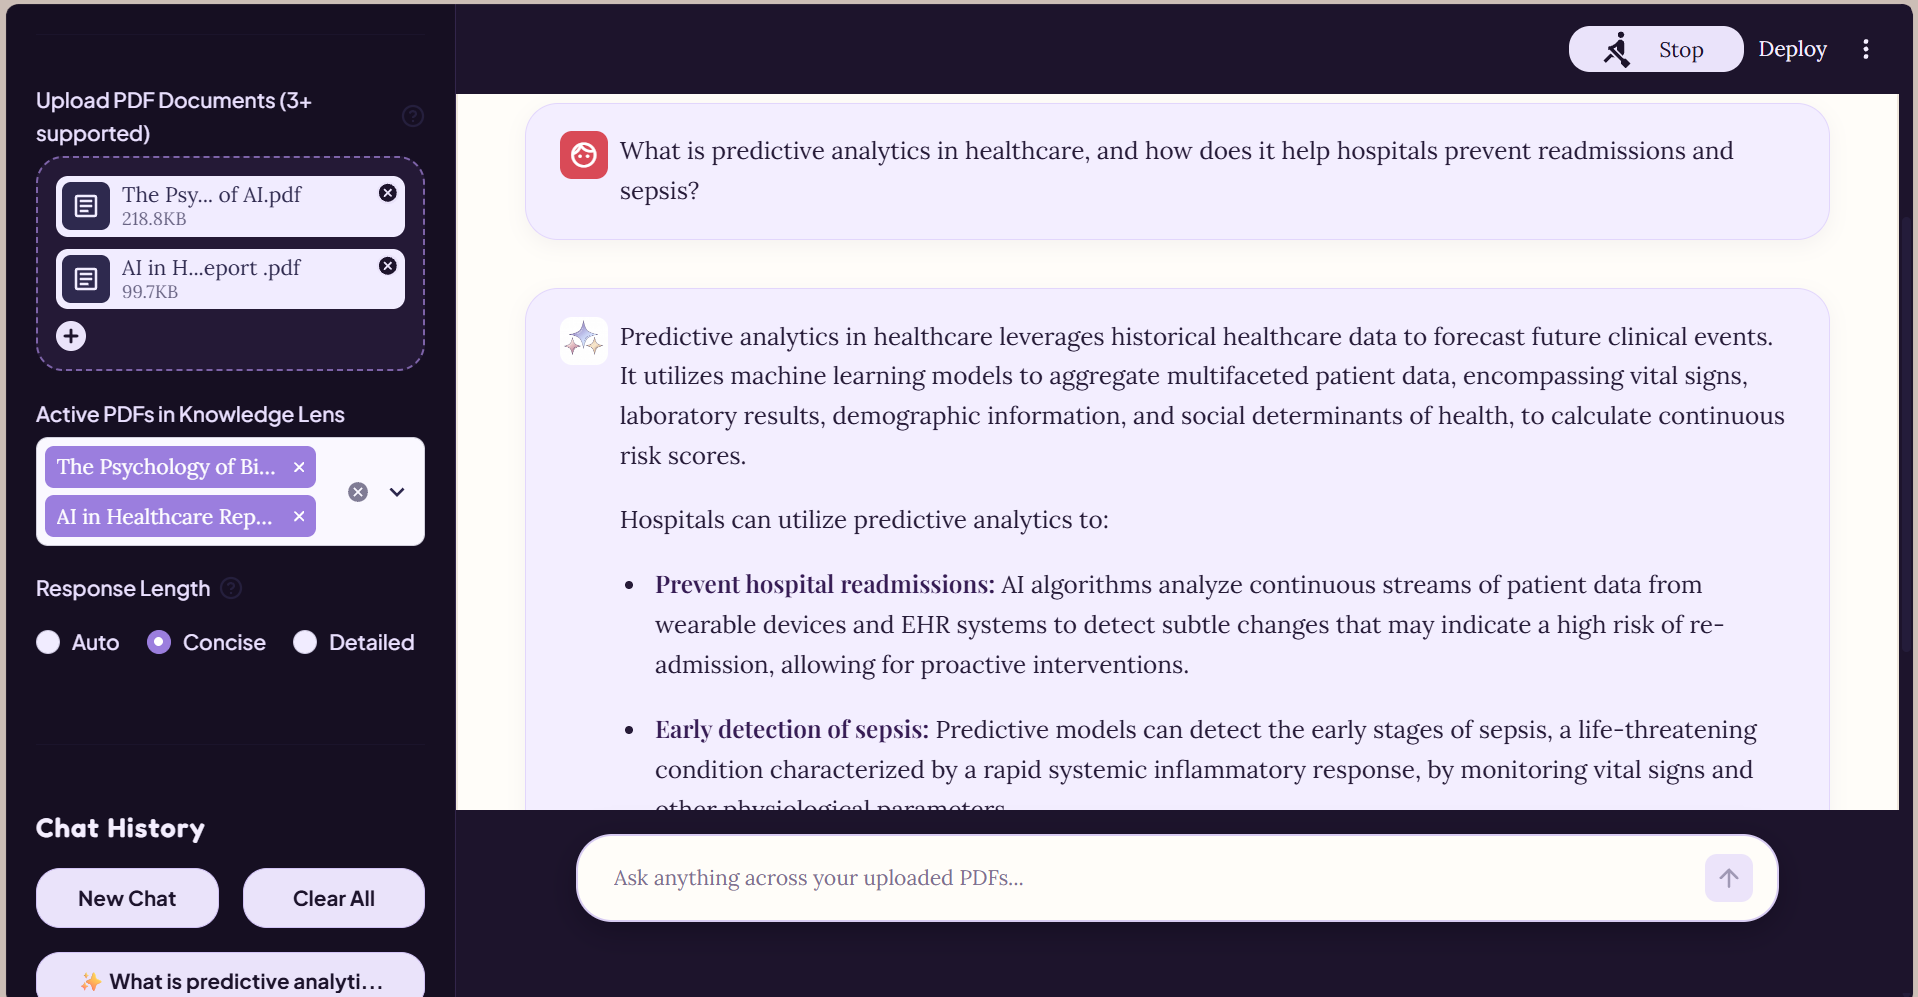 Upload PDF Documents (3+
supported)
The Psy... of AI.pdf
218.8KB
AI in H...eport .pdf
99.7KB
Active PDFs in Knowledge Lens
The Psychology of Bi...
AI in Healthcare Rep...
Response Length
Auto
Concise
Detailed
Chat History
New Chat
Clear All
✨ What is predictive analyti...
Stop
Deploy
What is predictive analytics in healthcare, and how does it help hospitals prevent readmissions and
sepsis?
Predictive analytics in healthcare leverages historical healthcare data to forecast future clinical events.
It utilizes machine learning models to aggregate multifaceted patient data, encompassing vital signs,
laboratory results, demographic information, and social determinants of health, to calculate continuous
risk scores.
Hospitals can utilize predictive analytics to:
• Prevent hospital readmissions: AI algorithms analyze continuous streams of patient data from
wearable devices and EHR systems to detect subtle changes that may indicate a high risk of re-
admission, allowing for proactive interventions.
• Early detection of sepsis: Predictive models can detect the early stages of sepsis, a life-threatening
condition characterized by a rapid systemic inflammatory response, by monitoring vital signs and
other physiological parameters.
Ask anything across your uploaded PDFs...